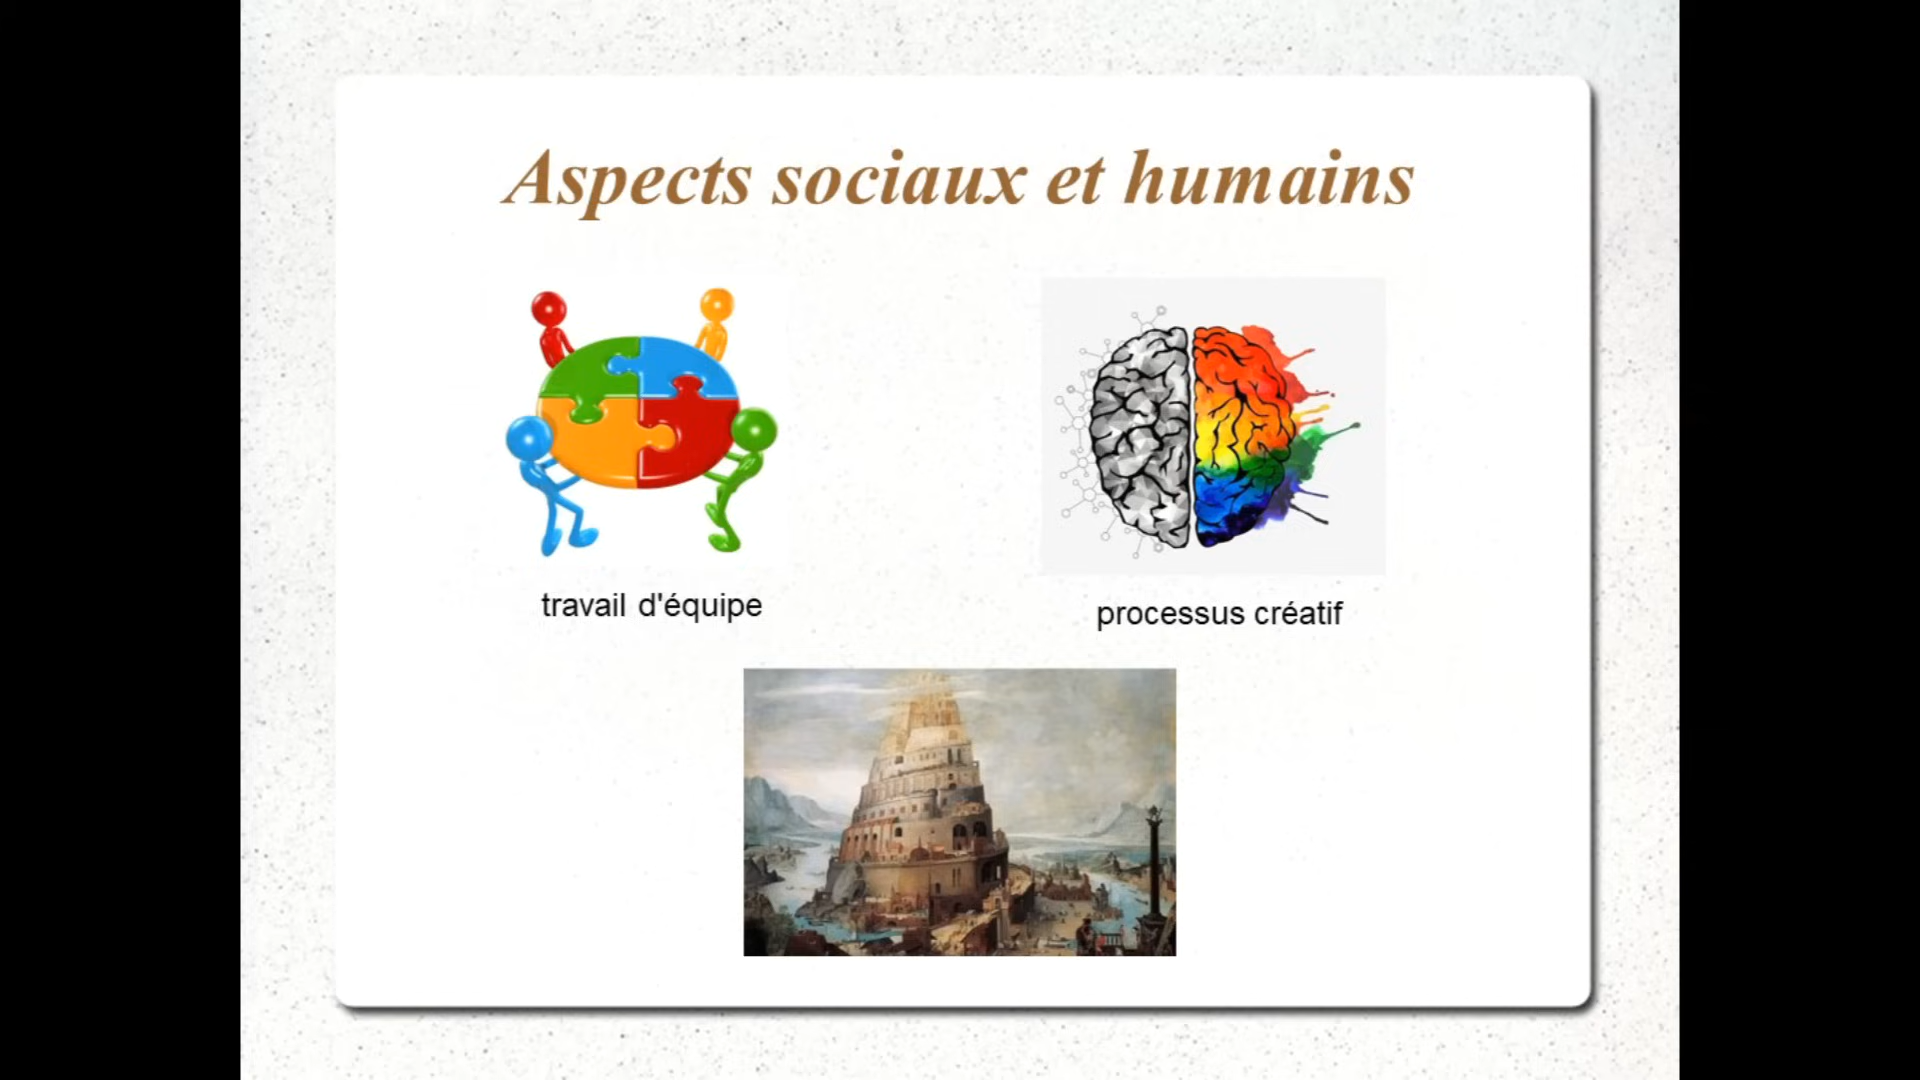 Aspects sociaux et humains
travail d'équipe
processus créatif